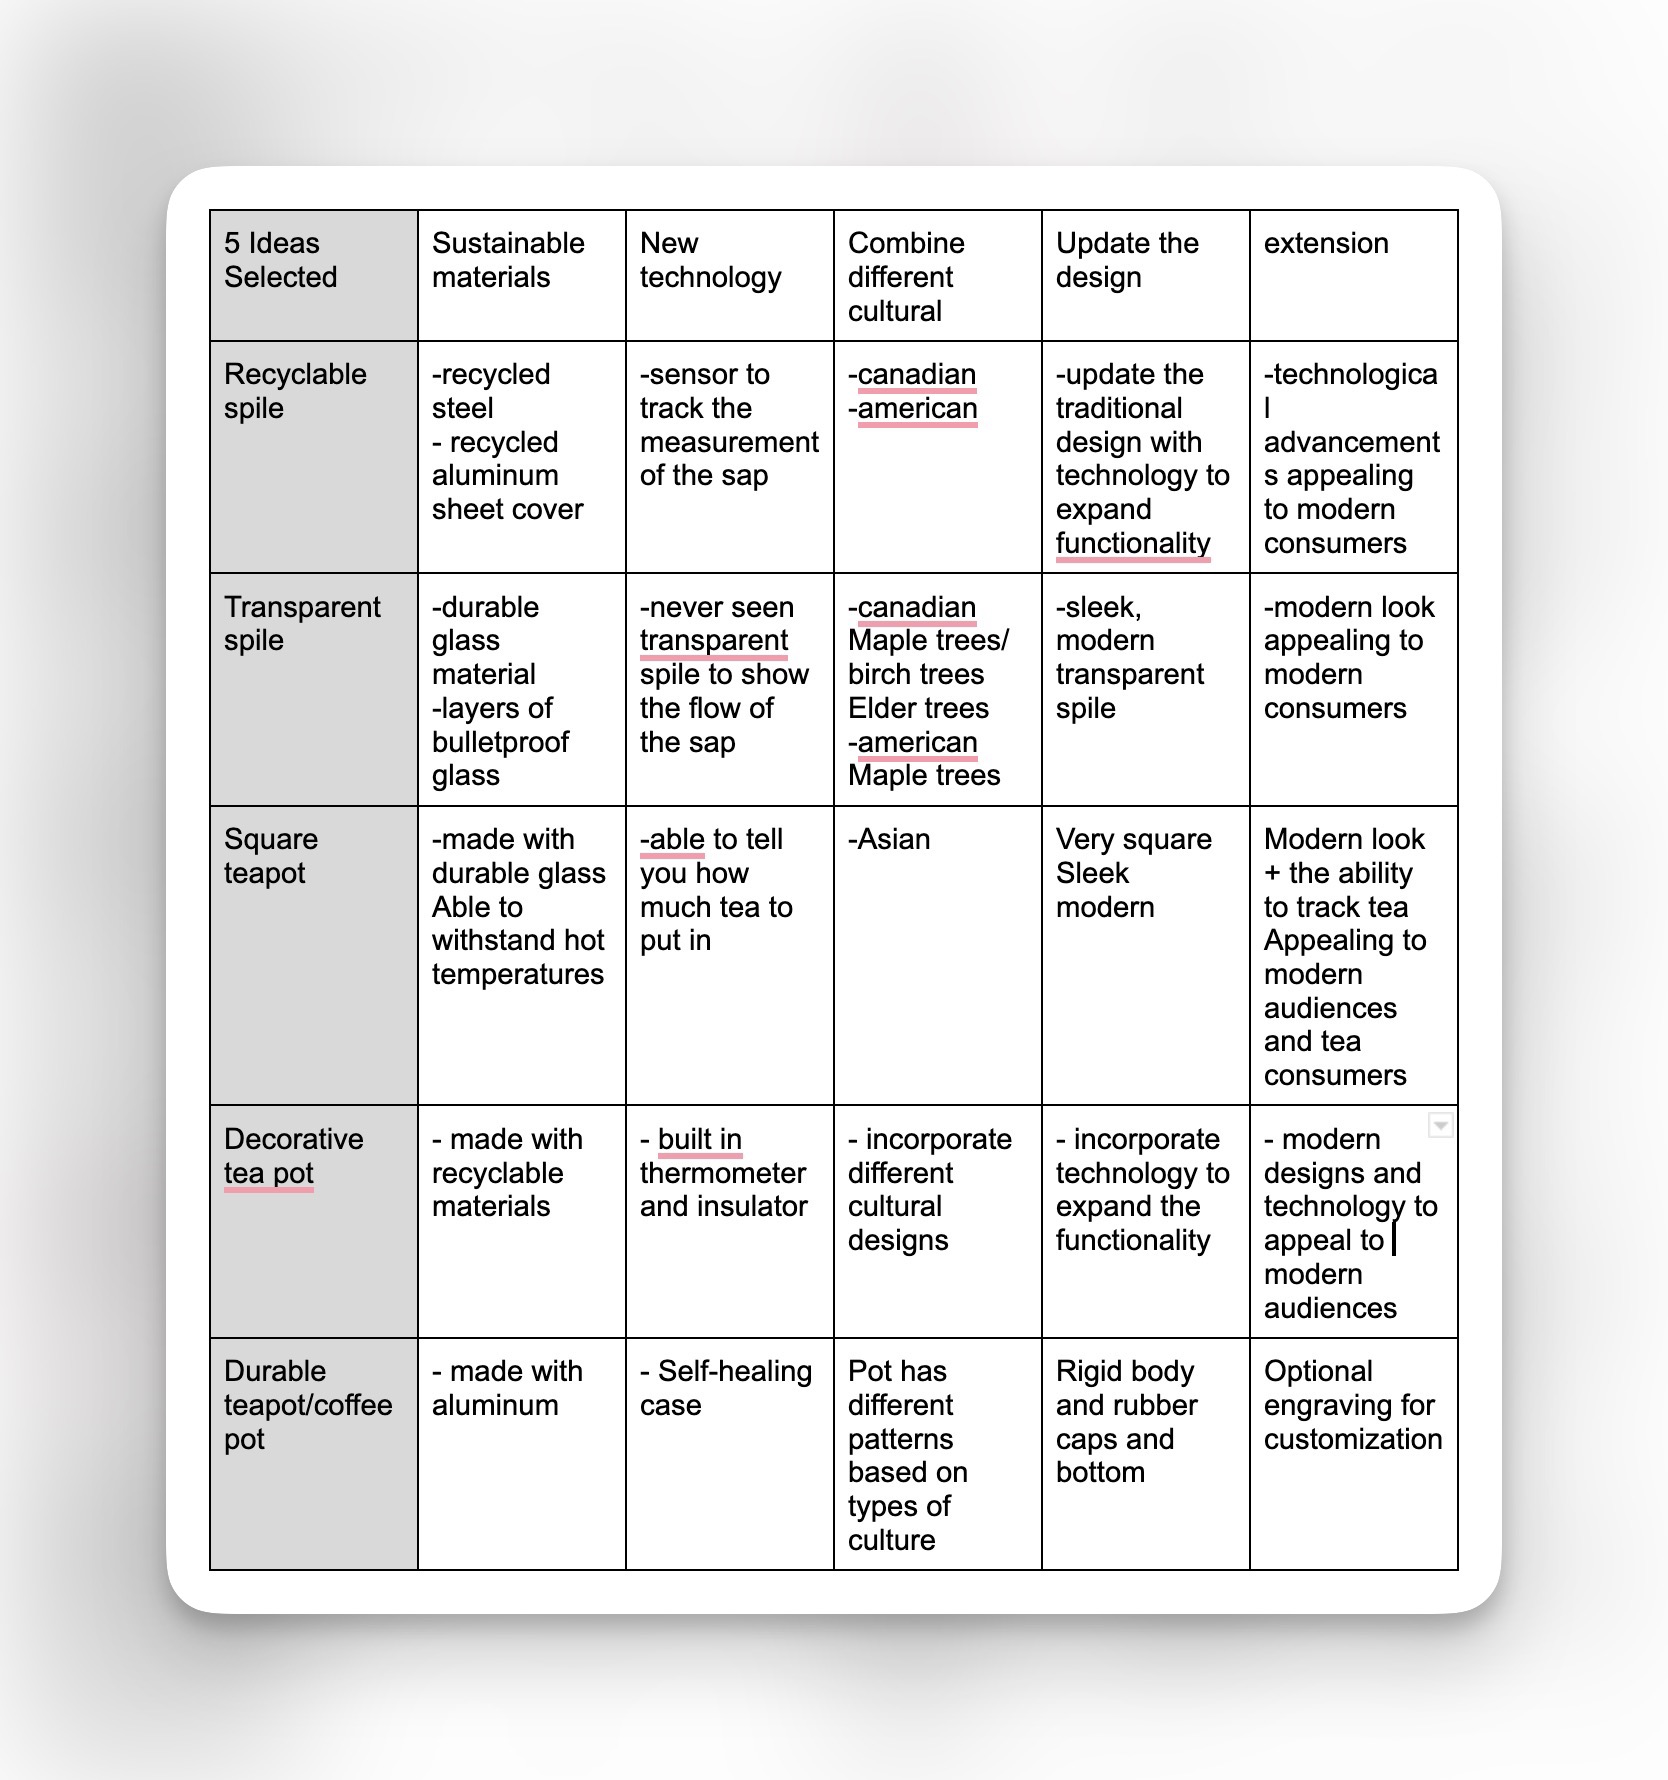 5 Ideas
Selected
Sustainable
materials
New
technology
Combine
different
cultural
Update the
design
extension
Recyclable
spile
-recycled
steel
- recycled
aluminum
sheet cover
-sensor to
track the
measurement
of the sap
-canadian
-american
-update the
traditional
design with
technology to
expand
functionality
-technologica
l
advancement
s appealing
to modern
consumers
Transparent
spile
-durable
glass
material
-layers of
bulletproof
glass
-never seen
transparent
spile to show
the flow of
the sap
-canadian
Maple trees/
birch trees
Elder trees
-american
Maple trees
-sleek,
modern
transparent
spile
-modern look
appealing to
modern
consumers
Square
teapot
-made with
durable glass
Able to
withstand hot
temperatures
-able to tell
you how
much tea to
put in
-Asian
Very square
Sleek
modern
Modern look
+ the ability
to track tea
Appealing to
modern
audiences
and tea
consumers
Decorative
tea pot
- made with
recyclable
materials
- built in
thermometer
and insulator
- incorporate
different
cultural
designs
- incorporate
technology to
expand the
functionality
- modern
designs and
technology to
appeal to
modern
audiences
Durable
teapot/coffee
pot
- made with
aluminum
- Self-healing
case
Pot has
different
patterns
based on
types of
culture
Rigid body
and rubber
caps and
bottom
Optional
engraving for
customization